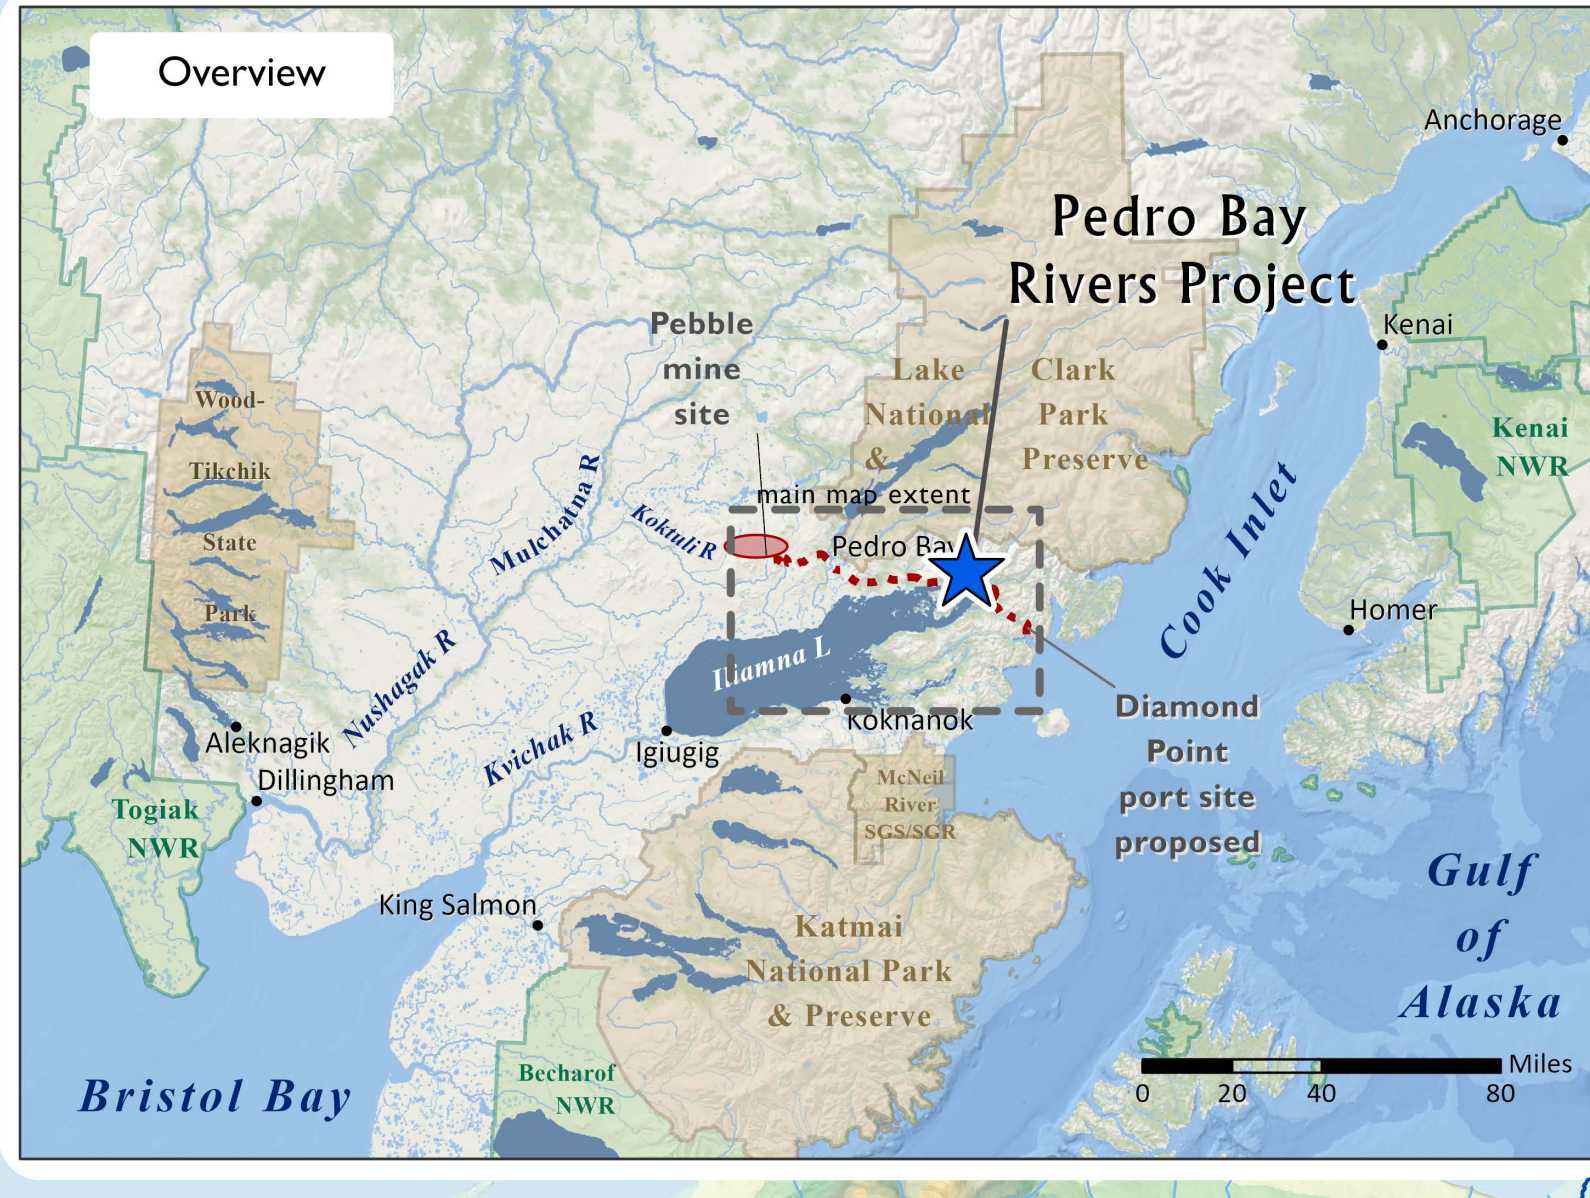 Overview
Anchorage
Pedro Bay
Rivers Project
Pebble
mine
site
Kenai
Lake Clark
National Park
& Preserve
Wood-
Tikchik
State
Park
Kenai
NWR
main map extent
Mulchatna R
Koktuli R
Pedro Bay
Cook Inlet
Homer
Nushagak R
Iliamna L
Kvichak R
Koknanok
Igiugig
Aleknagik
Dillingham
Diamond
Point
port site
proposed
Togiak
NWR
McNeil
River
SGS/SGR
King Salmon
Katmai
National Park
& Preserve
Gulf
of
Alaska
Becharof
NWR
Bristol Bay
Miles
0 20 40 80